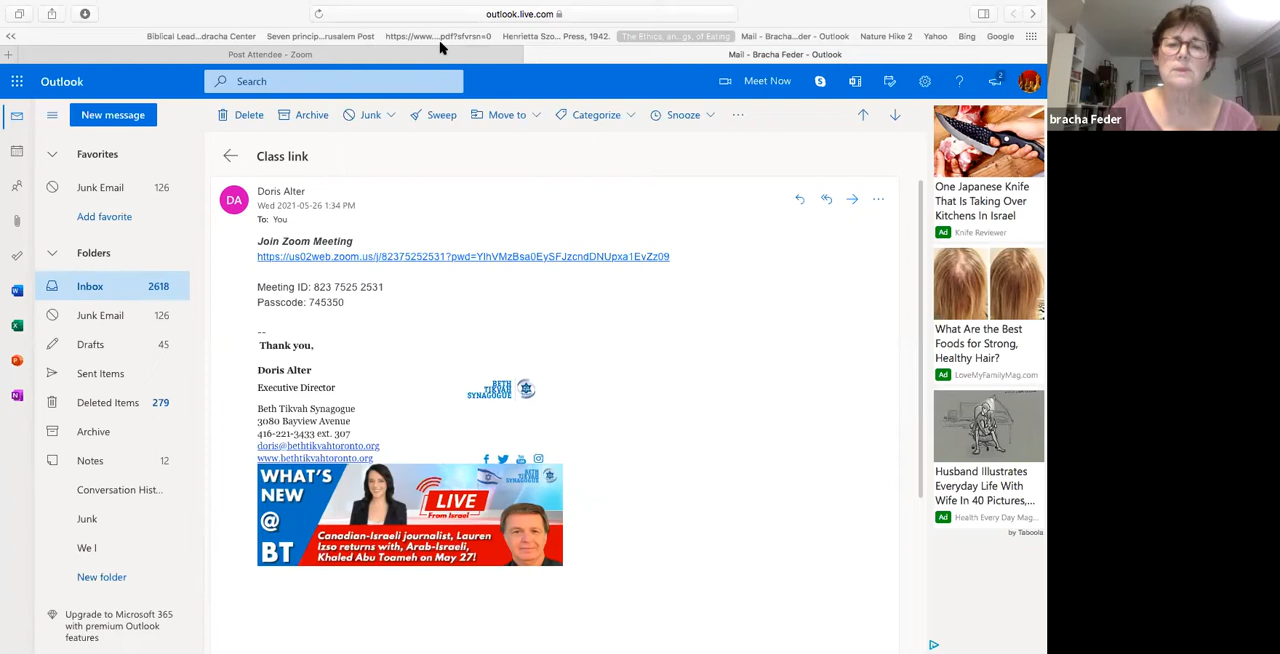 outlook.live.com
Biblical Lead...dracha Center
Seven princip...rusalem Post
https://www....pdf?sfvrsn=0
Henrietta Szo... Press, 1942.
The Ethics, an...gs, of Eating
Mail - Bracha...der - Outlook
Nature Hike 2
Yahoo
Bing
Google
Post Attendee - Zoom
Mail - Bracha Feder - Outlook
Outlook
Search
Meet Now
2
New message
Delete
Archive
Junk
Sweep
Move to
Categorize
Snooze
Favorites
Junk Email 126
Add favorite
Folders
Inbox 2618
Junk Email 126
Drafts 45
Sent Items
Deleted Items 279
Archive
Notes 12
Conversation Hist...
Junk
We I
New folder
Upgrade to Microsoft 365
with premium Outlook
features
Class link
DA
Doris Alter
Wed 2021-05-26 1:34 PM
To: You
Join Zoom Meeting
https://us02web.zoom.us/j/82375252531?pwd=YlhVMzBsa0EySFJzcndDNUpxa1EvZz09
Meeting ID: 823 7525 2531
Passcode: 745350
--
Thank you,
Doris Alter
Executive Director
BETH
TIKVAH
SYNAGOGUE
Beth Tikvah Synagogue
3080 Bayview Avenue
416-221-3433 ext. 307
doris@bethtikvahtoronto.org
www.bethtikvahtoronto.org
WHAT'S
NEW
@
BT
LIVE
From Israel
BETH
TIKVAH
SYNAGOGUE
Canadian-Israeli journalist, Lauren
Izso returns with, Arab-Israeli,
Khaled Abu Toameh on May 27!
One Japanese Knife
That Is Taking Over
Kitchens In Israel
Ad Knife Reviewer
What Are the Best
Foods for Strong,
Healthy Hair?
Ad LoveMyFamilyMag.com
Husband Illustrates
Everyday Life With
Wife In 40 Pictures,...
Ad Health Every Day Mag...
by Taboola
bracha Feder